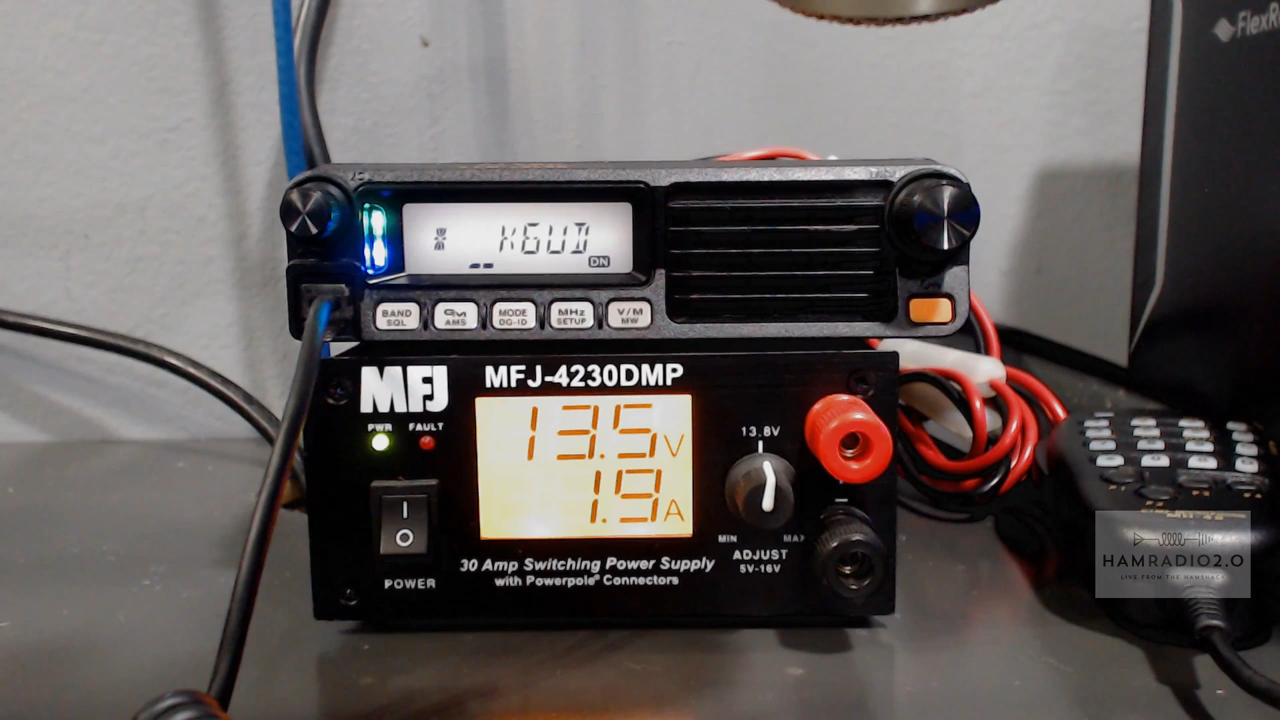 FlexR
K6UD
DN
BAND
SQL
AMS
MODE
DG-ID
MHz
SETUP
V/M
MW
MFJ
MFJ-4230DMP
PWR FAULT
13.5V
1.9A
13.8V
MIN MAX
ADJUST
5V-16V
I
O
POWER
30 Amp Switching Power Supply
with Powerpole® Connectors
HAMRADIO2.0
LIVE FROM THE HAMSHACK